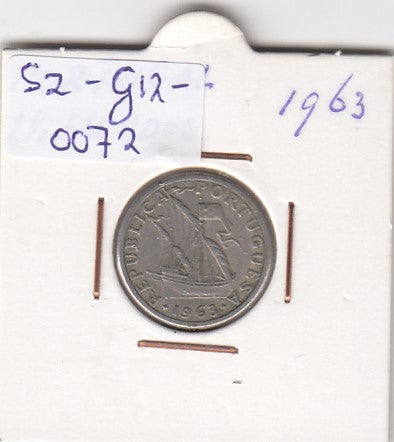 S2-G12-
0072
1963
REPUBLICA PORTUGUESA
1963